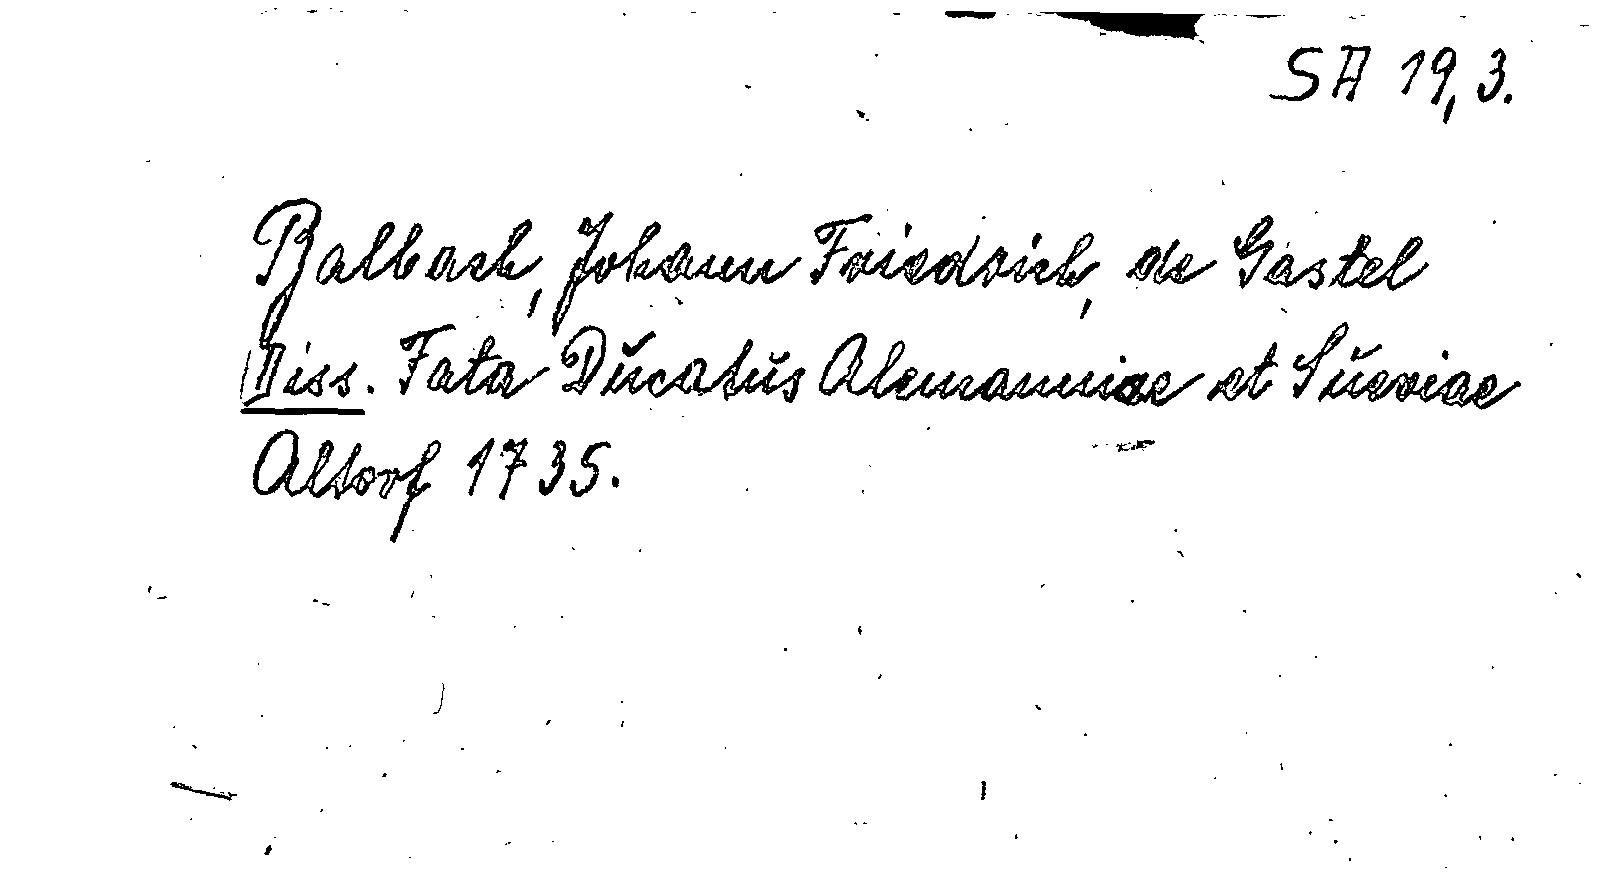 SA 19,3.
Balbach, Johann Friedrich, de Gastel
Diss. Fata Ducatus Alemanniae et Sueviae
Altorf 1735.